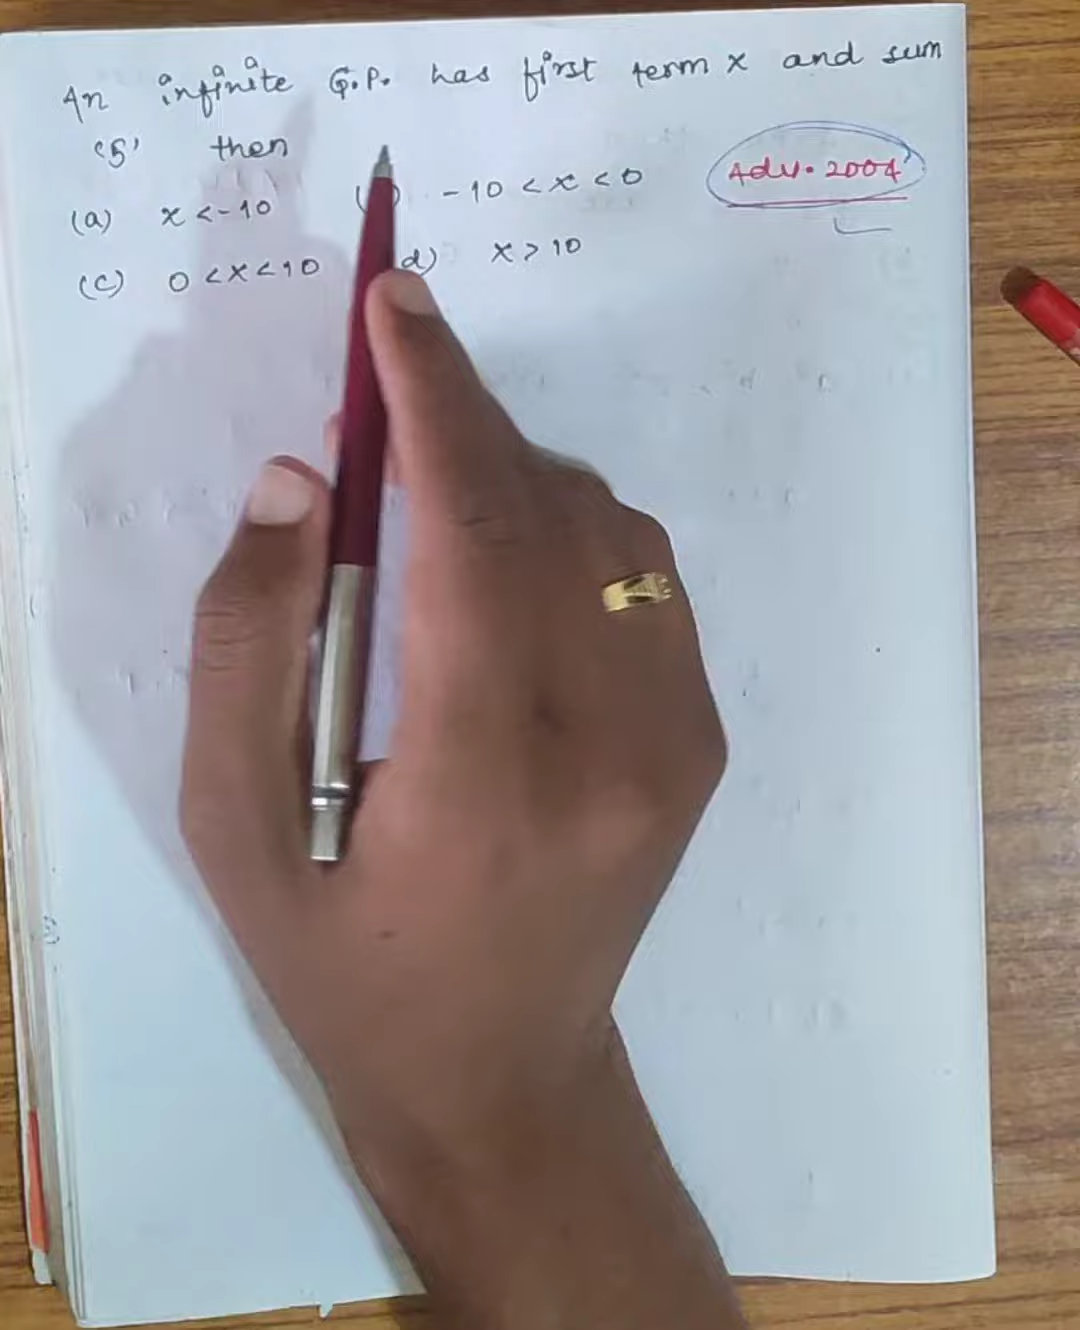 An infinite G.P. has first term x and sum
'5' then
(a) x < -10 -10 < x < 0 Adv. 2004'
(c) 0 < x < 10 d) x > 10